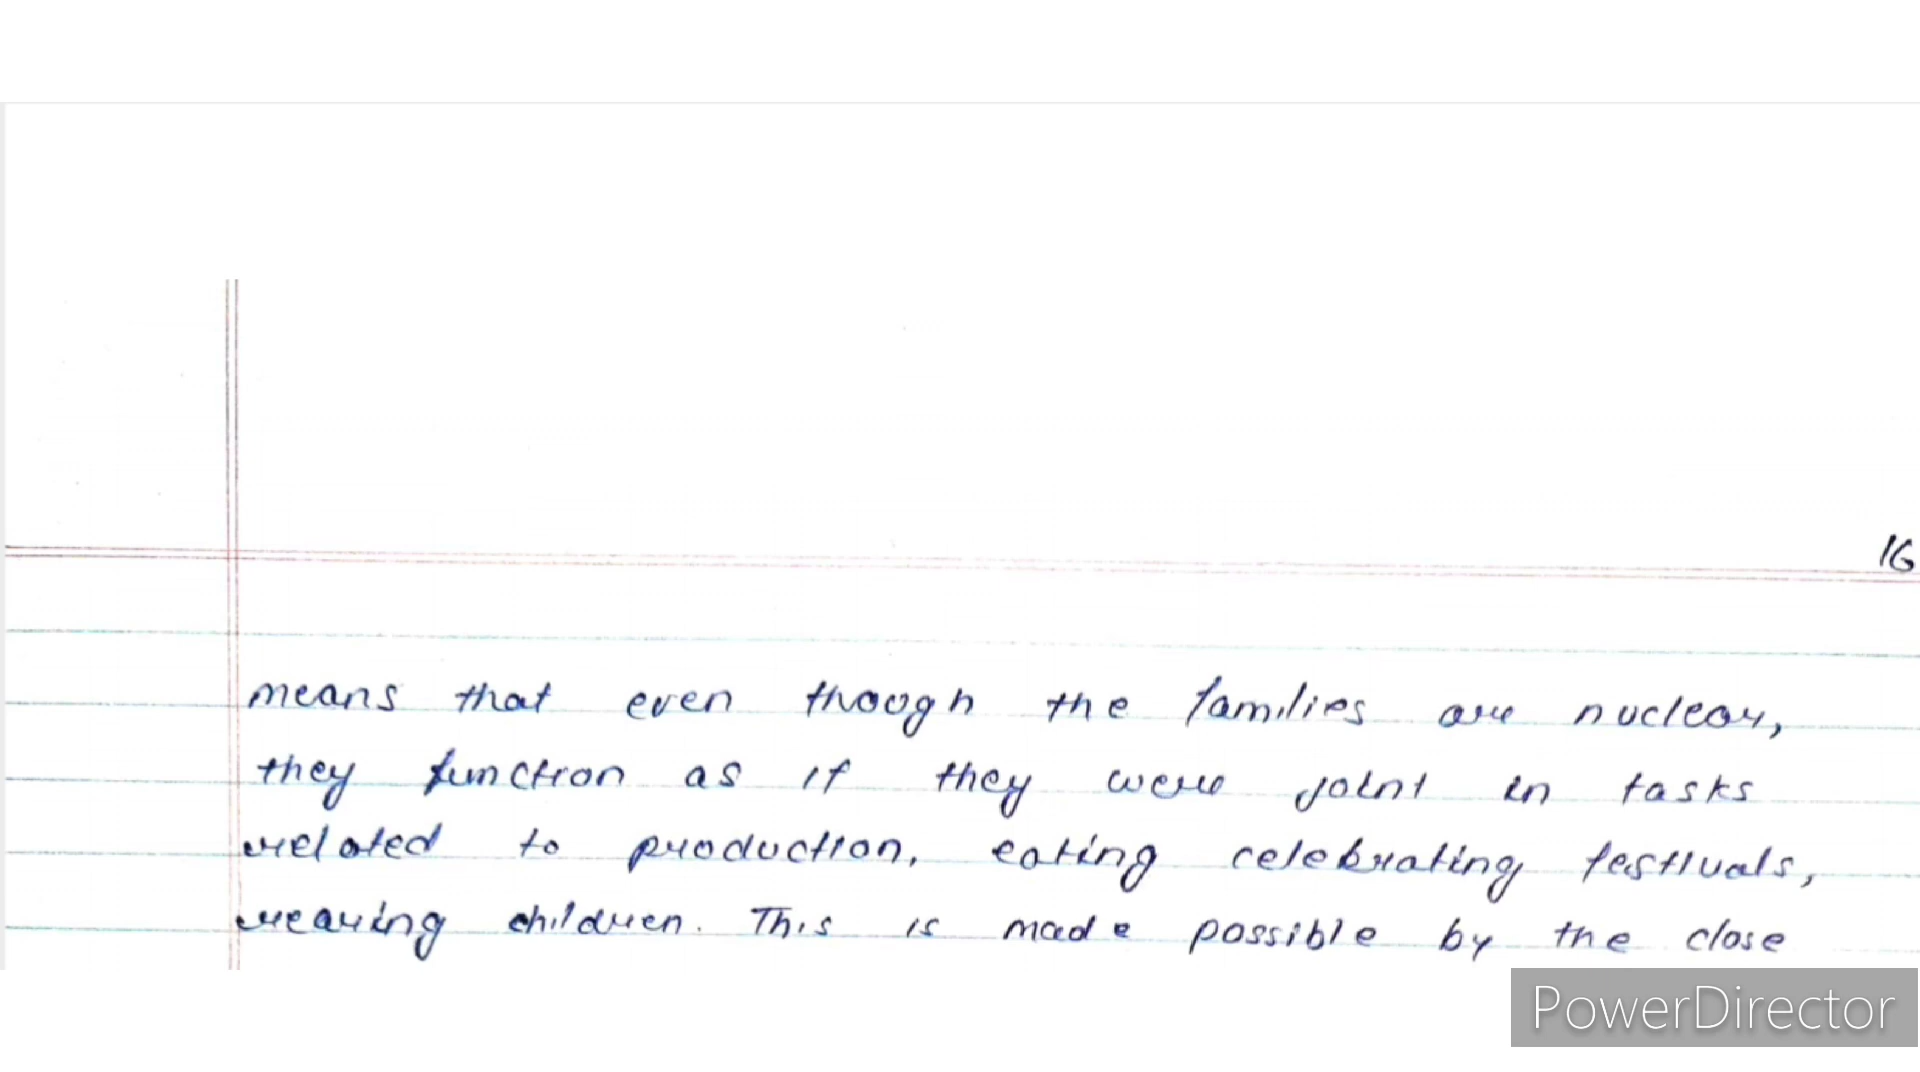 16
means that even though the families are nuclear,
they function as if they were joint in tasks
related to production, eating celebrating festivals,
rearing children. This is made possible by the close
PowerDirector